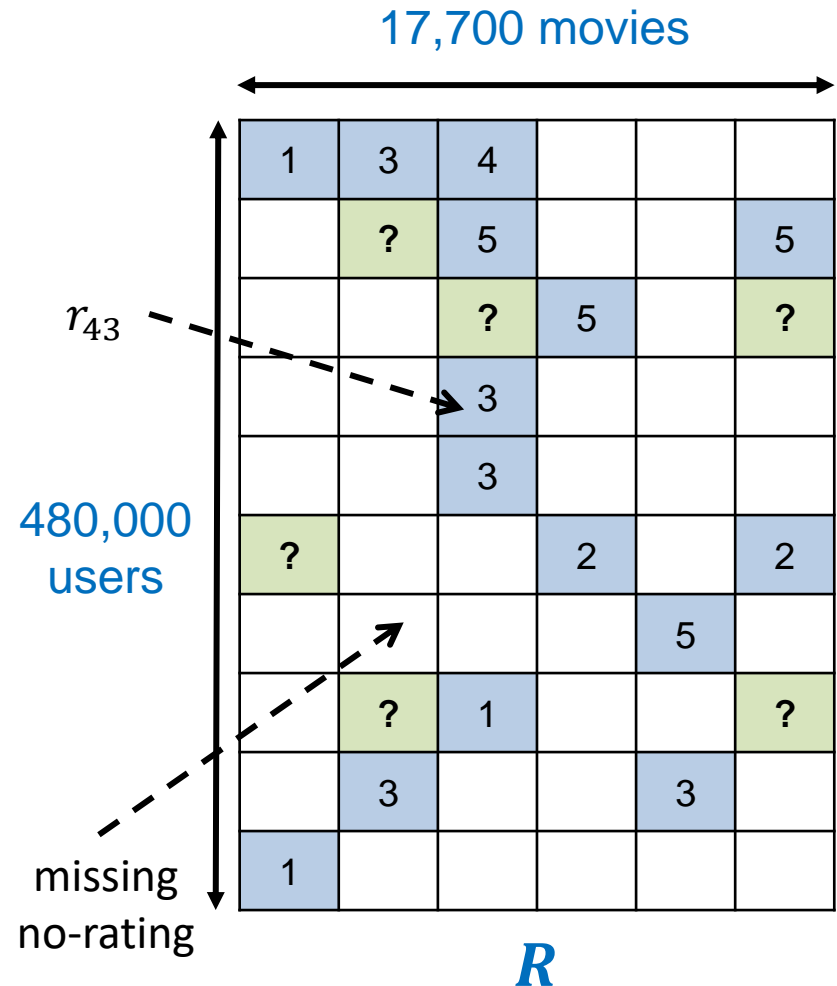 17,700 movies
1 3 4
? 5 5
? 5 ?
r43
3
3
480,000
users
? 2 2
5
? 1 ?
3 3
missing
no-rating
1
R